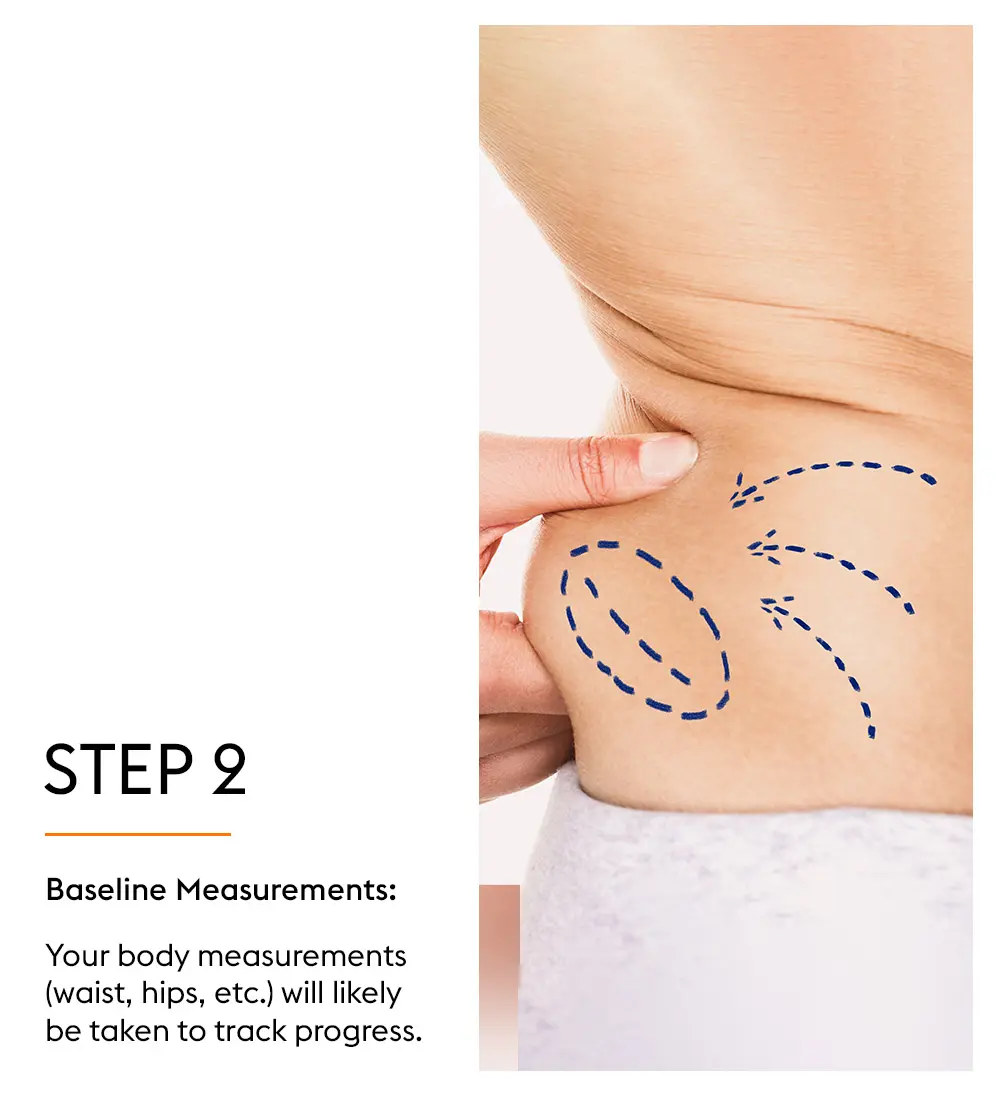 STEP 2
Baseline Measurements:
Your body measurements
(waist, hips, etc.) will likely
be taken to track progress.